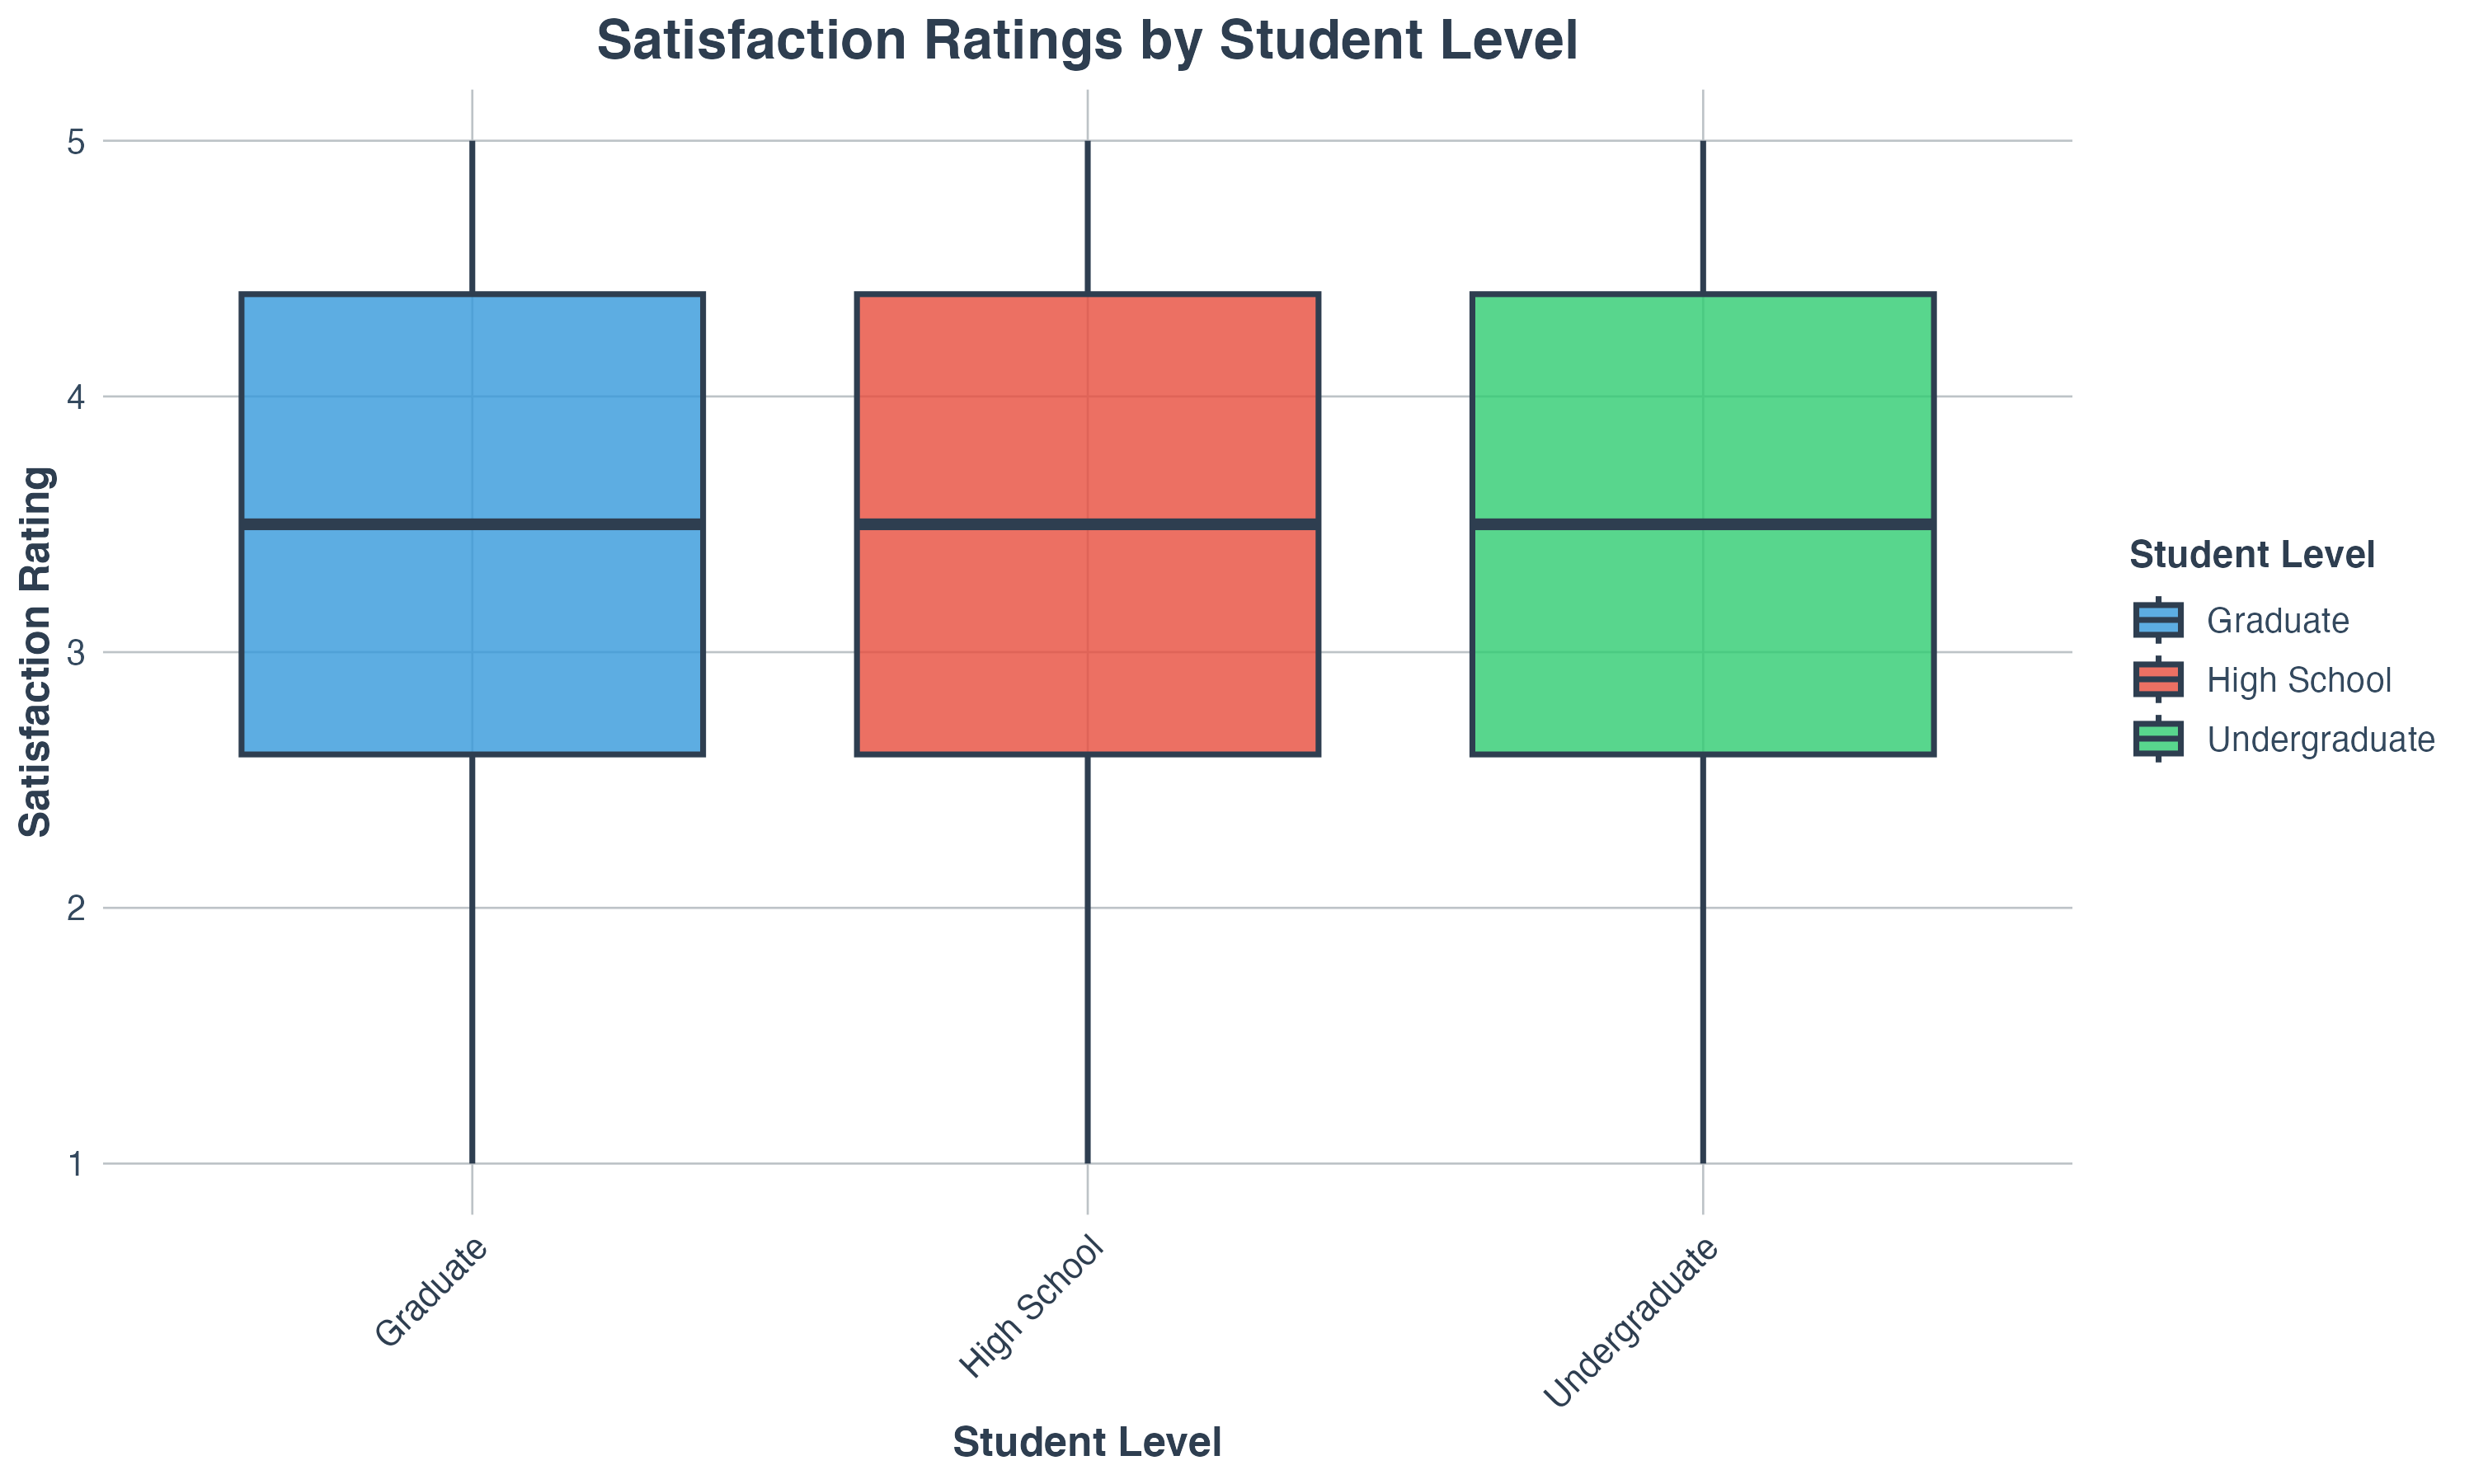 Satisfaction Ratings by Student Level
Satisfaction Rating
5
4
3
2
1
Graduate
High School
Undergraduate
Student Level
Student Level
Graduate
High School
Undergraduate